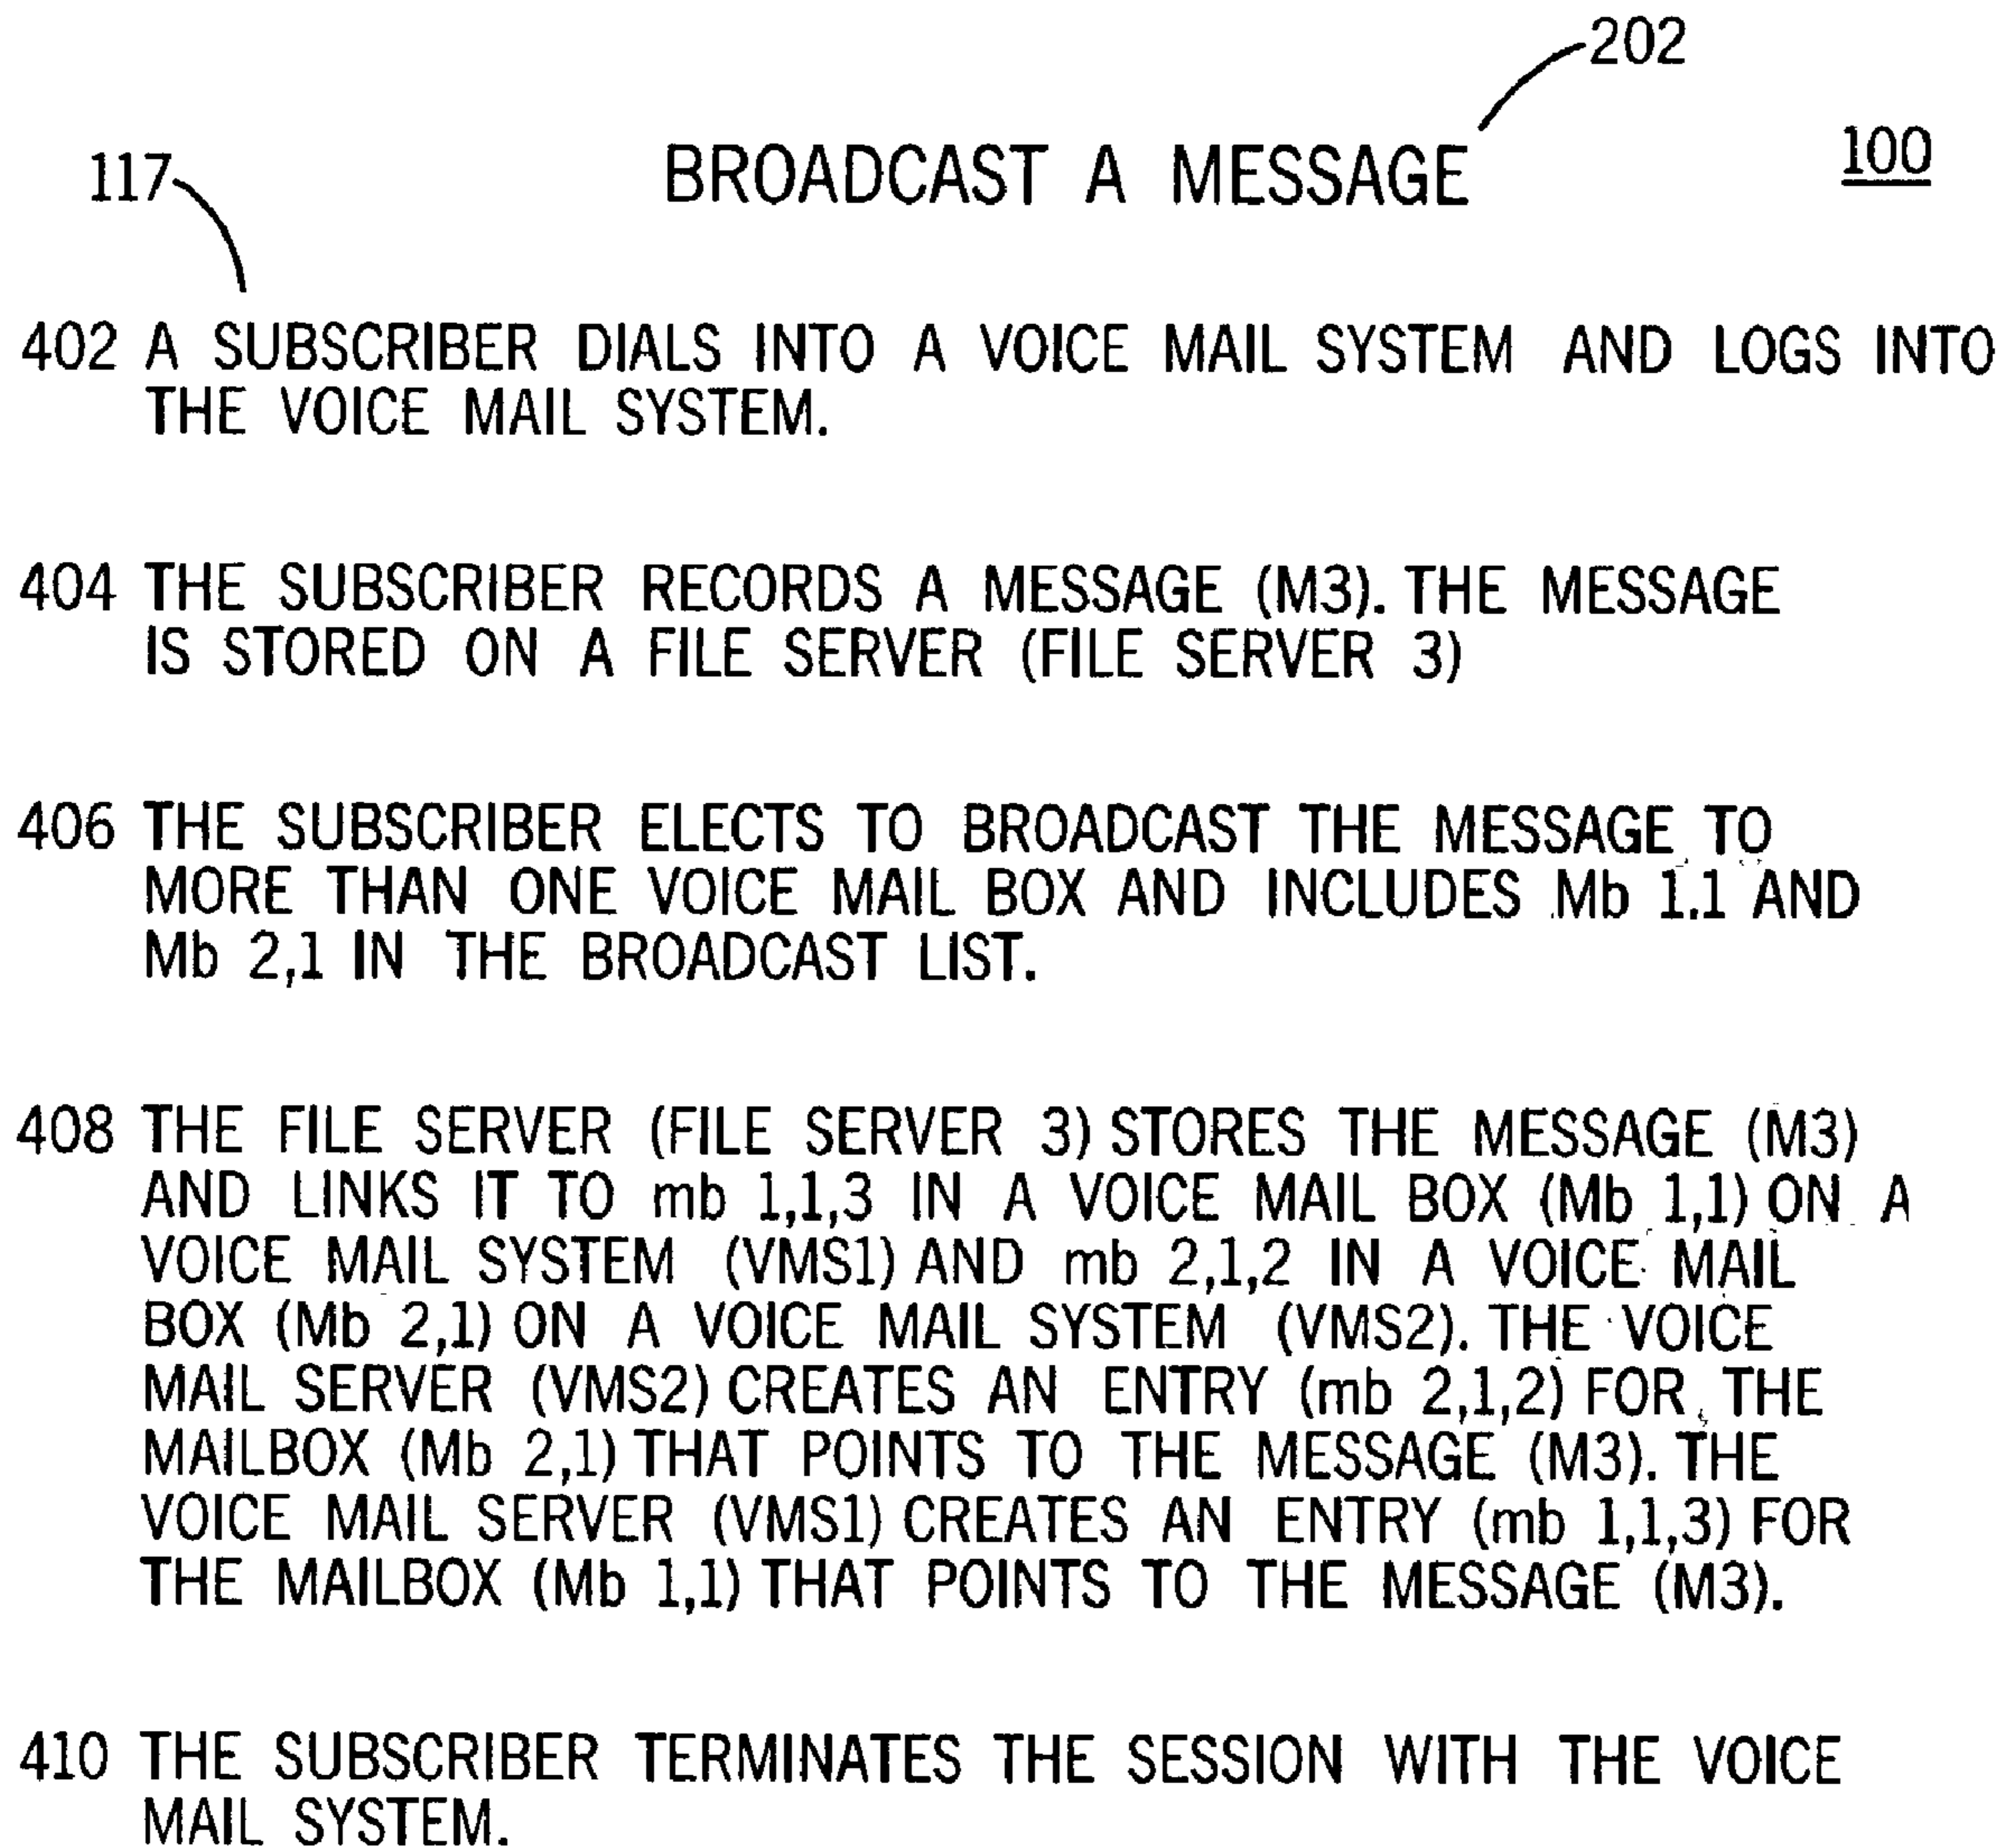 202
BROADCAST A MESSAGE
100
117
402 A SUBSCRIBER DIALS INTO A VOICE MAIL SYSTEM AND LOGS INTO
THE VOICE MAIL SYSTEM.
404 THE SUBSCRIBER RECORDS A MESSAGE (M3). THE MESSAGE
IS STORED ON A FILE SERVER (FILE SERVER 3)
406 THE SUBSCRIBER ELECTS TO BROADCAST THE MESSAGE TO
MORE THAN ONE VOICE MAIL BOX AND INCLUDES Mb 1.1 AND
Mb 2,1 IN THE BROADCAST LIST.
408 THE FILE SERVER (FILE SERVER 3) STORES THE MESSAGE (M3)
AND LINKS IT TO mb 1,1,3 IN A VOICE MAIL BOX (Mb 1,1) ON A
VOICE MAIL SYSTEM (VMS1) AND mb 2,1,2 IN A VOICE MAIL
BOX (Mb 2,1) ON A VOICE MAIL SYSTEM (VMS2). THE VOICE
MAIL SERVER (VMS2) CREATES AN ENTRY (mb 2,1,2) FOR THE
MAILBOX (Mb 2,1) THAT POINTS TO THE MESSAGE (M3). THE
VOICE MAIL SERVER (VMS1) CREATES AN ENTRY (mb 1,1,3) FOR
THE MAILBOX (Mb 1,1) THAT POINTS TO THE MESSAGE (M3).
410 THE SUBSCRIBER TERMINATES THE SESSION WITH THE VOICE
MAIL SYSTEM.